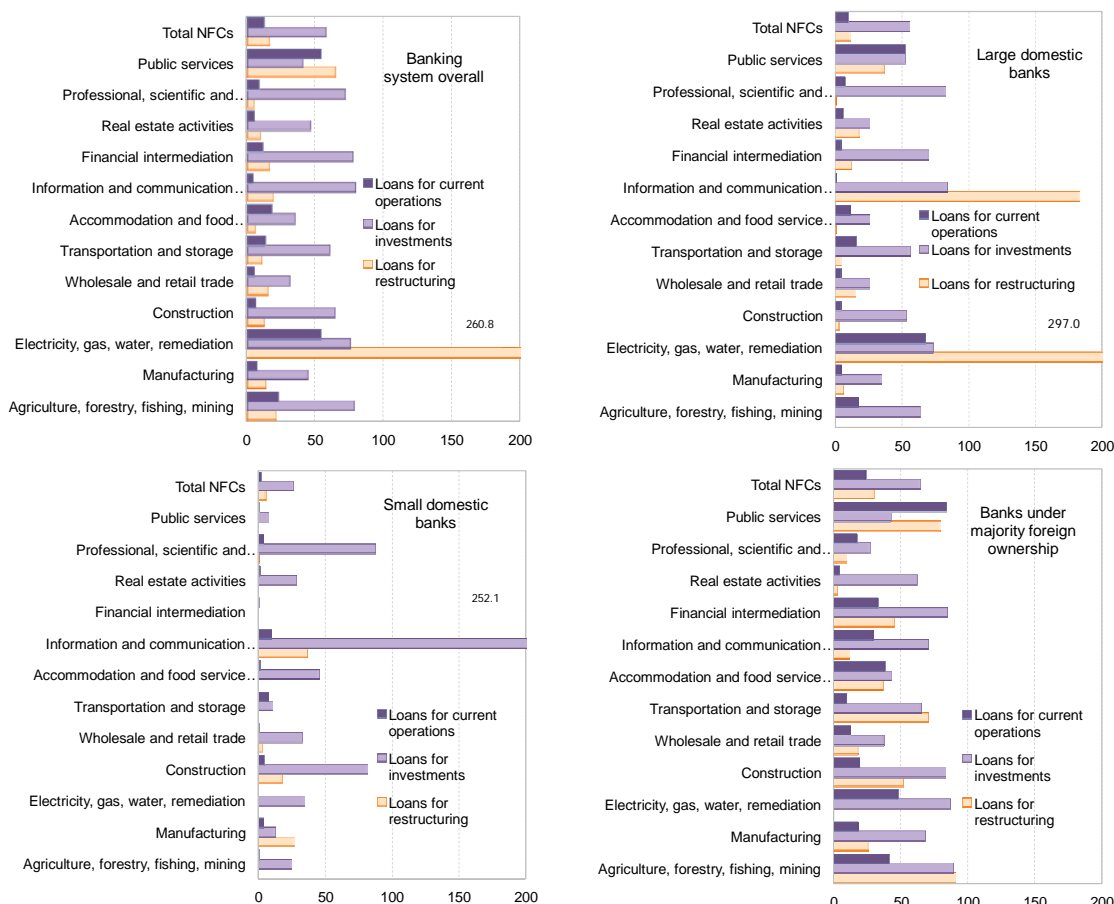 Total NFCs
Public services
Professional, scientific and ..
Real estate activities
Financial intermediation
Information and communication ..
Accommodation and food ..
Transportation and storage
Wholesale and retail trade
Construction
Electricity, gas, water, remediation
Manufacturing
Agriculture, forestry, fishing, mining
Banking
system overall
Loans for current
operations
Loans for
investments
Loans for
restructuring
260.8
0 50 100 150 200
Total NFCs
Public services
Professional, scientific and ..
Real estate activities
Financial intermediation
Information and communication ..
Accommodation and food service ..
Transportation and storage
Wholesale and retail trade
Construction
Electricity, gas, water, remediation
Manufacturing
Agriculture, forestry, fishing, mining
Large domestic
banks
Loans for current
operations
Loans for investments
Loans for restructuring
297.0
0 50 100 150 200
Total NFCs
Public services
Professional, scientific and ..
Real estate activities
Financial intermediation
Information and communication ..
Accommodation and food service ..
Transportation and storage
Wholesale and retail trade
Construction
Electricity, gas, water, remediation
Manufacturing
Agriculture, forestry, fishing, mining
Small domestic
banks
252.1
Loans for current
operations
Loans for
investments
Loans for
restructuring
0 50 100 150 200
Total NFCs
Public services
Professional, scientific and ..
Real estate activities
Financial intermediation
Information and communication ..
Accommodation and food service ..
Transportation and storage
Wholesale and retail trade
Construction
Electricity, gas, water, remediation
Manufacturing
Agriculture, forestry, fishing, mining
Banks under
majority foreign
ownership
Loans for current
operations
Loans for
investments
Loans for
restructuring
0 50 100 150 200